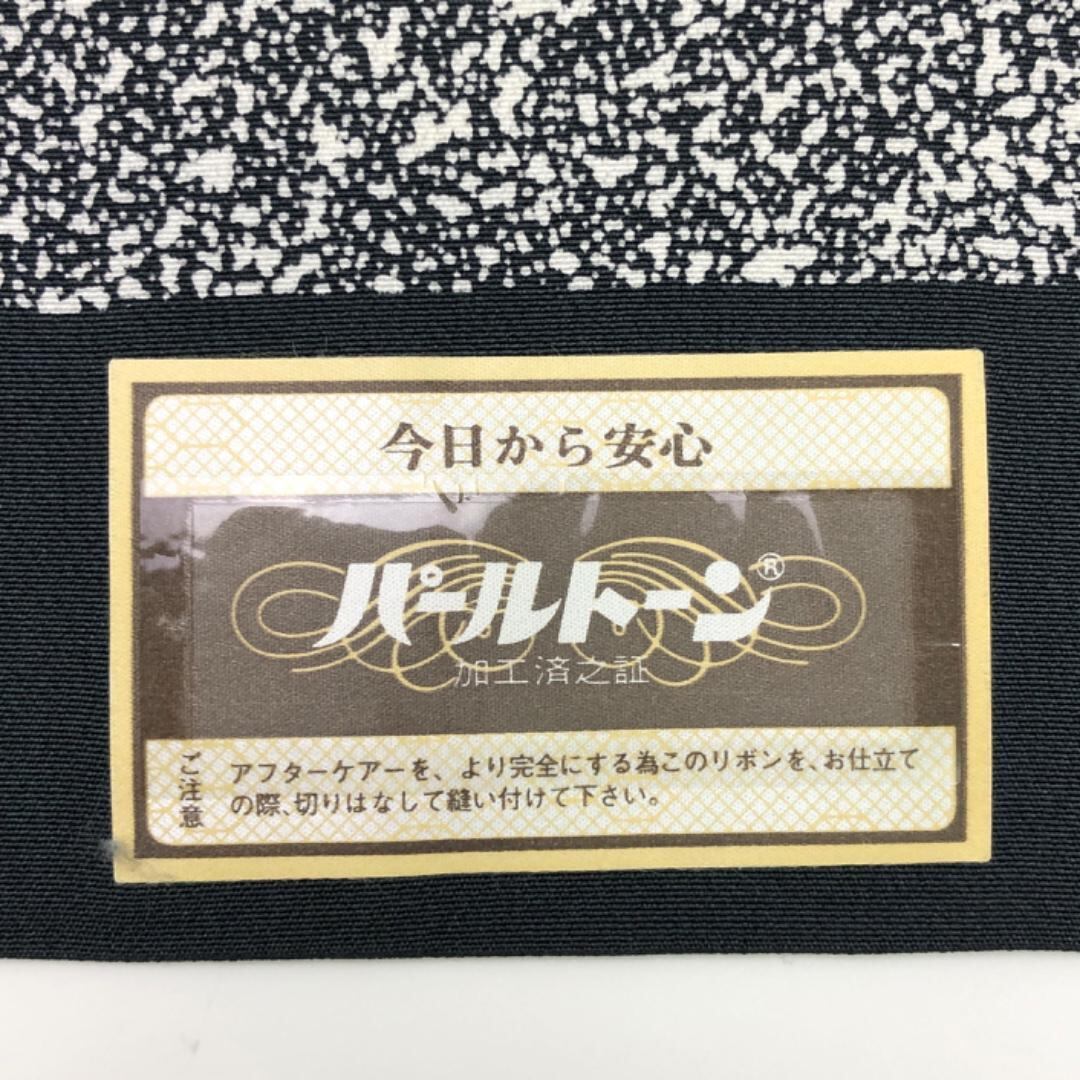 今日から安心
パールトーン®
加工済之証
ご注意
アフターケアーを、より完全にする為このリボンを、お仕立て
の際、切りはなして縫い付けて下さい。